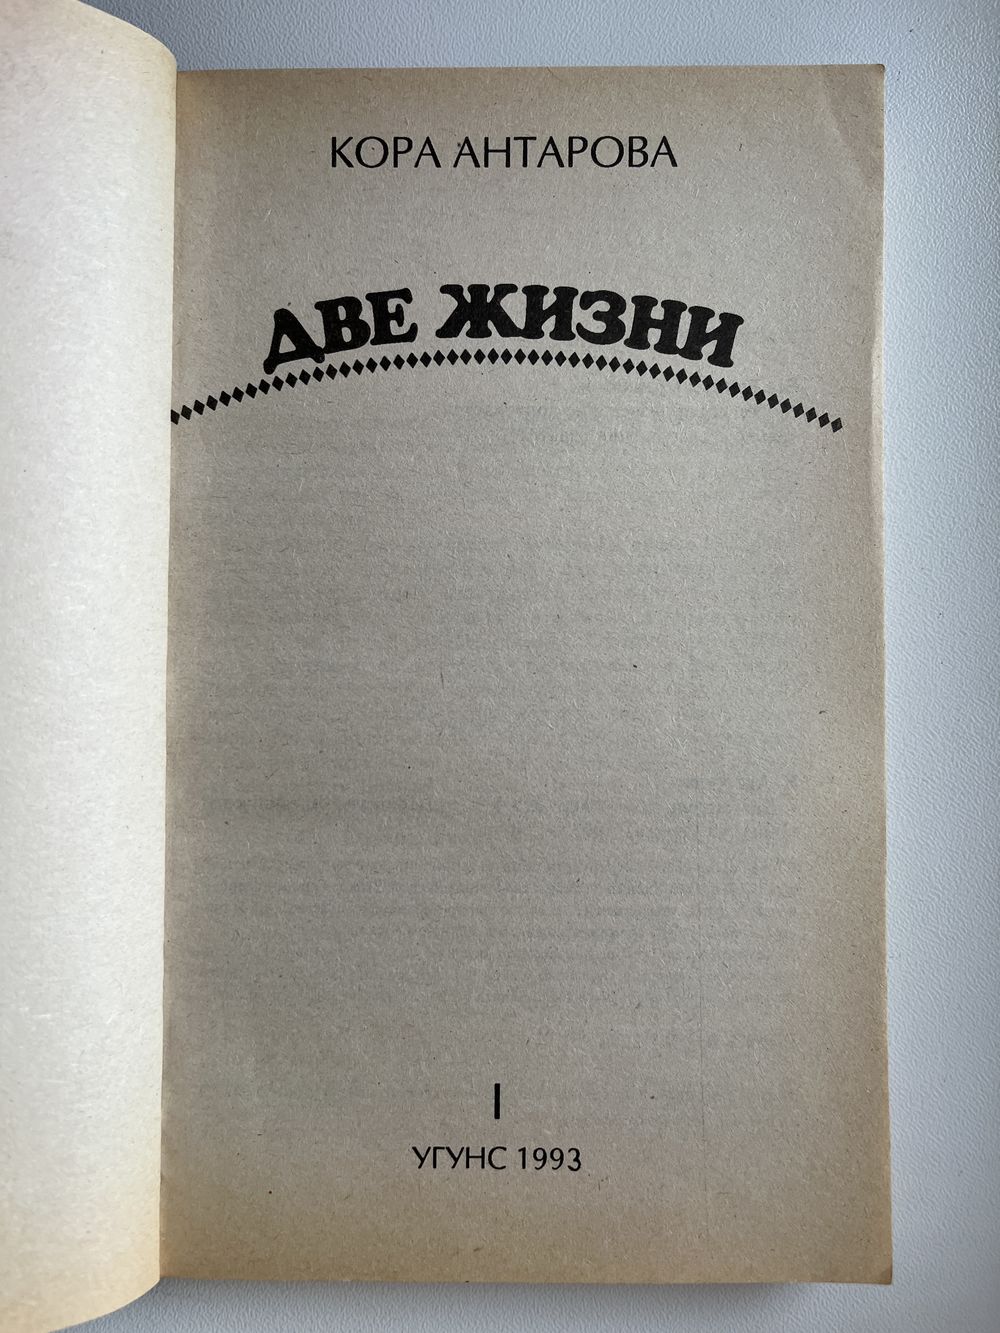 КОРА АНТАРОВА
ДВЕ ЖИЗНИ
I
УГУНС 1993